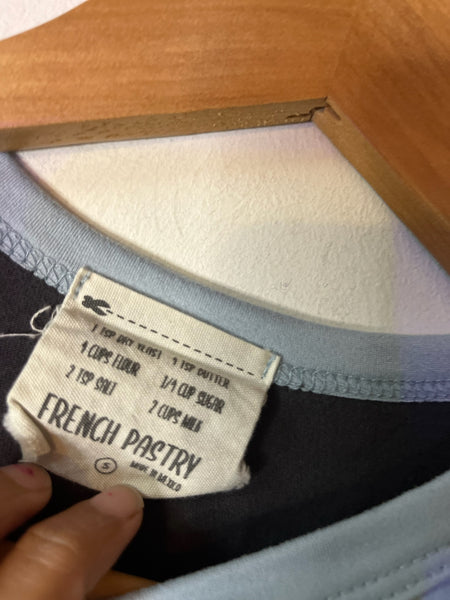 1 TSP DRY YEAST 4 TSP BUTTER
4 CUPS FLOUR 1/4 CUP SUGAR
2 TSP SALT 2 CUPS MILK
FRENCH PASTRY
S
MADE IN MEXICO